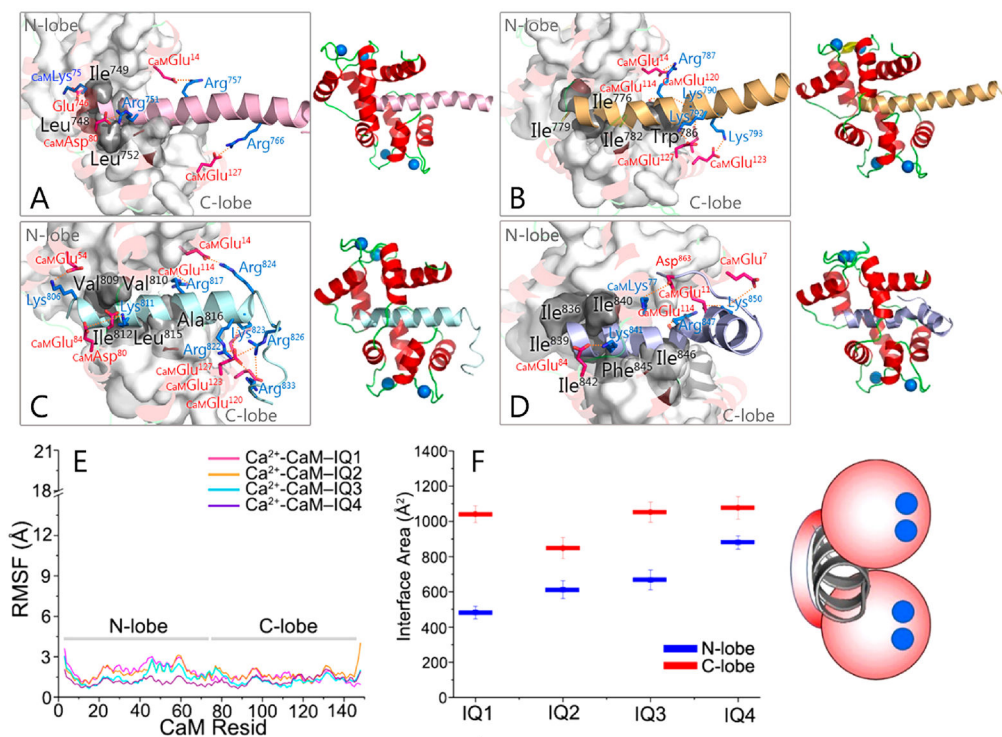 N-lobe
CaMGlu14
CaMLys75
Ile749
Arg757
Glu746
Arg751
Leu748
CaMAsp80
Leu752
Arg766
CaMGlu127
A
C-lobe
N-lobe
CaMGlu14
Arg787
CaMGlu120
CaMGlu114
Lys790
Ile776
Ile779
Ile782
Trp786
Lys793
CaMGlu127
CaMGlu123
B
C-lobe
N-lobe
CaMGlu14
CaMGlu54
Arg824
Val809
Val810
CaMGlu114
Arg817
Lys806
Lys811
Ala816
Ile812
Leu815
Lys823
Arg826
CaMGlu84
CaMAsp80
Arg822
CaMGlu127
CaMGlu123
Arg833
CaMGlu120
C
C-lobe
N-lobe
Asp863
CaMGlu7
CaMLys77
CaMGlu11
Ile836
Ile840
CaMGlu114
Lys850
Ile839
Lys841
CaMGlu84
Ile846
Phe845
Ile842
D
C-lobe
E
RMSF (Å)
21
18
15
12
9
6
3
0
Ca2+-CaM–IQ1
Ca2+-CaM–IQ2
Ca2+-CaM–IQ3
Ca2+-CaM–IQ4
N-lobe
C-lobe
0 20 40 60 80 100 120 140
CaM Resid
F
Interface Area (Å2)
1400
1200
1000
800
600
400
200
0
N-lobe
C-lobe
IQ1 IQ2 IQ3 IQ4